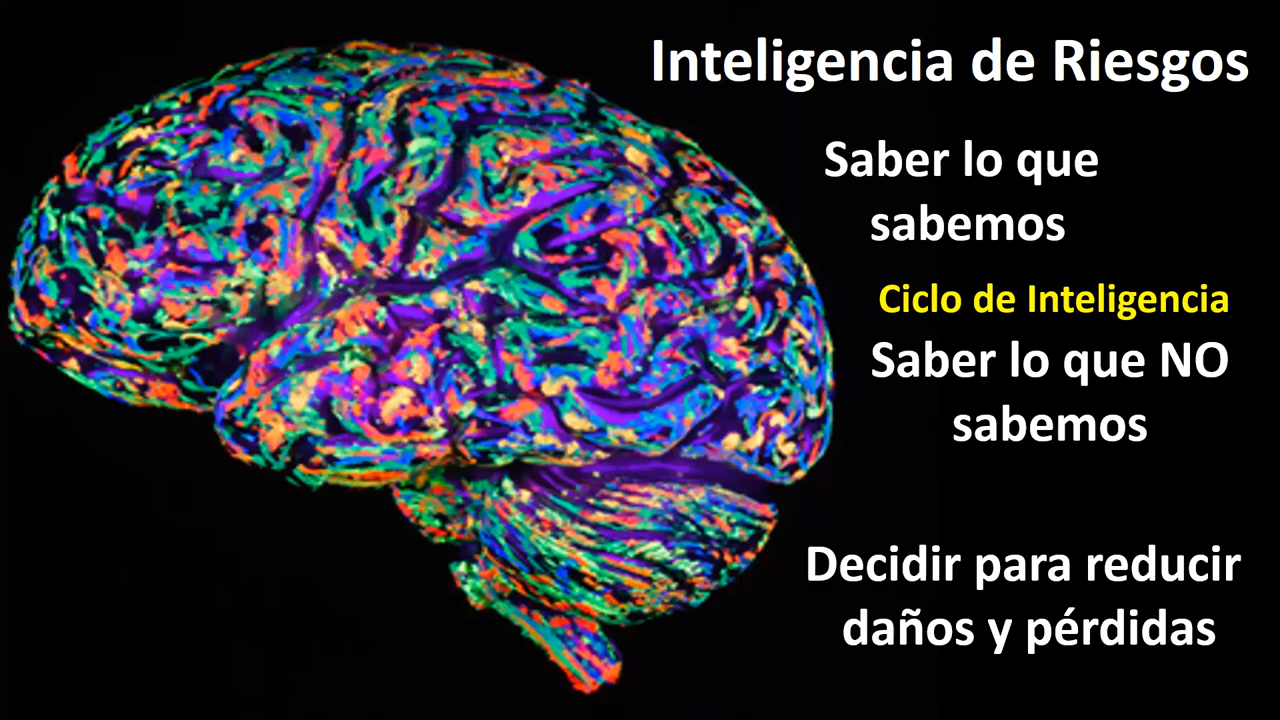 Inteligencia de Riesgos
Saber lo que
sabemos
Ciclo de Inteligencia
Saber lo que NO
sabemos
Decidir para reducir
daños y pérdidas